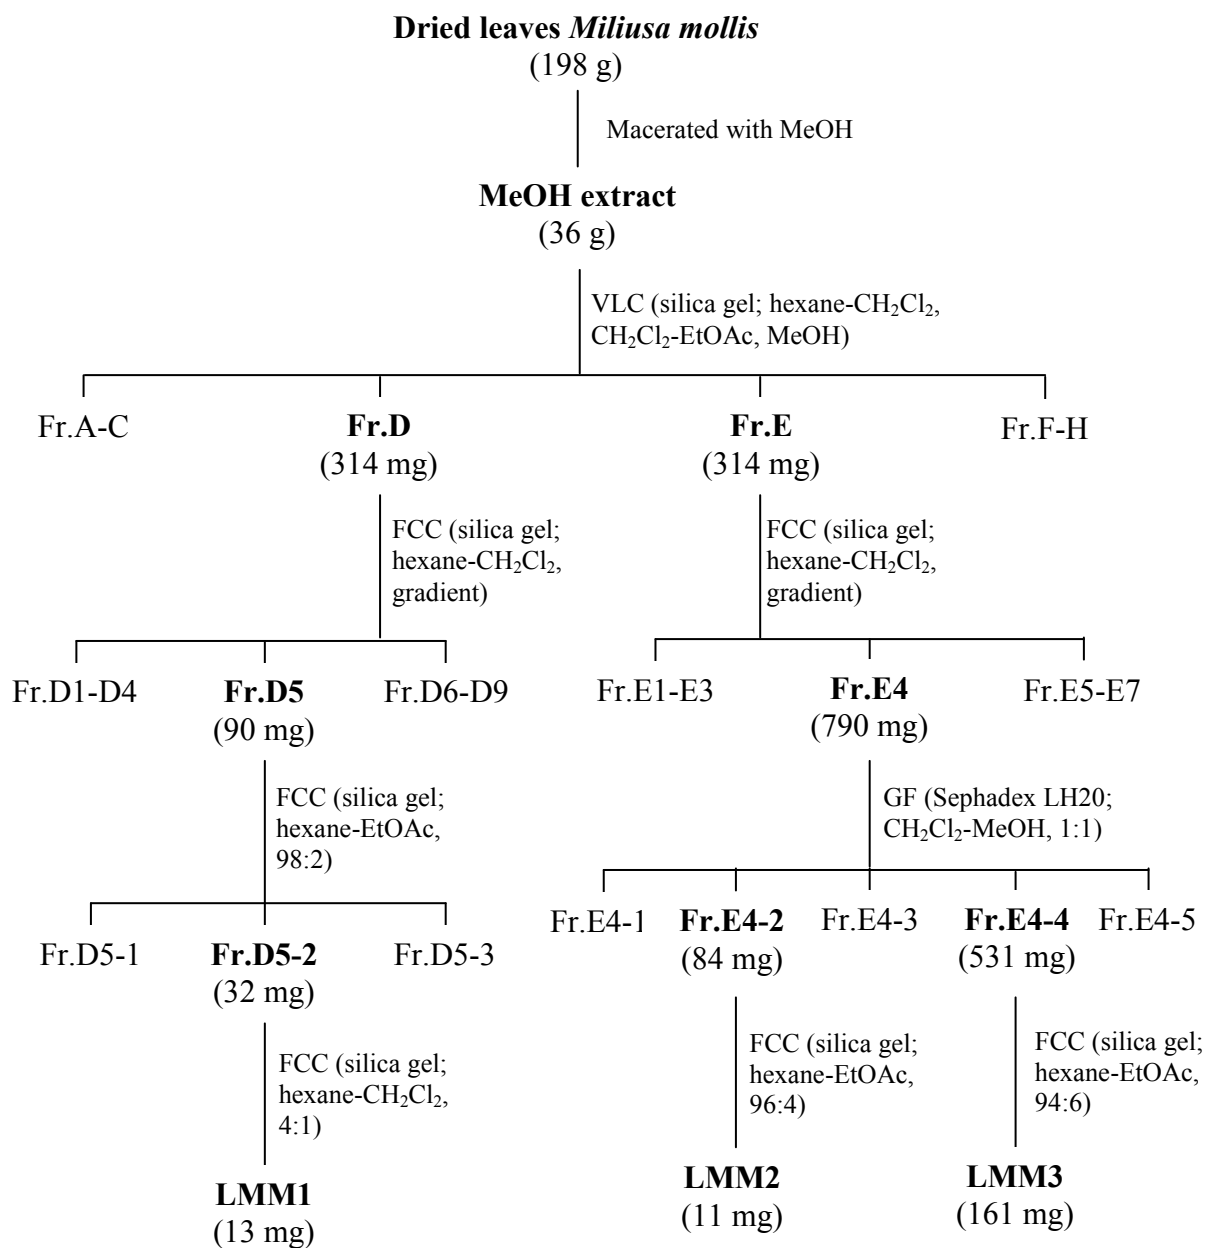 Dried leaves Miliusa mollis
(198 g)
Macerated with MeOH
MeOH extract
(36 g)
VLC (silica gel; hexane-CH₂Cl₂,
CH₂Cl₂-EtOAc, MeOH)
Fr.A-C
Fr.D
(314 mg)
Fr.E
(314 mg)
Fr.F-H
FCC (silica gel;
hexane-CH₂Cl₂,
gradient)
FCC (silica gel;
hexane-CH₂Cl₂,
gradient)
Fr.D1-D4
Fr.D5
(90 mg)
Fr.D6-D9
Fr.E1-E3
Fr.E4
(790 mg)
Fr.E5-E7
FCC (silica gel;
hexane-EtOAc,
98:2)
GF (Sephadex LH20;
CH₂Cl₂-MeOH, 1:1)
Fr.D5-1
Fr.D5-2
(32 mg)
Fr.D5-3
Fr.E4-1
Fr.E4-2
(84 mg)
Fr.E4-3
Fr.E4-4
(531 mg)
Fr.E4-5
FCC (silica gel;
hexane-CH₂Cl₂,
4:1)
FCC (silica gel;
hexane-EtOAc,
96:4)
FCC (silica gel;
hexane-EtOAc,
94:6)
LMM1
(13 mg)
LMM2
(11 mg)
LMM3
(161 mg)